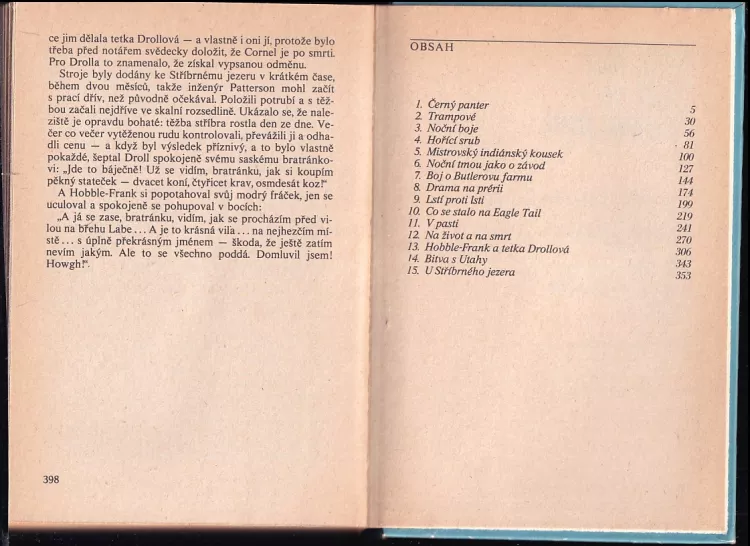 ce jim dělala tetka Drollová — a vlastně i oni jí, protože bylo
třeba před notářem svědecky doložit, že Cornel je po smrti.
Pro Drolla to znamenalo, že získal vypsanou odměnu.
Stroje byly dodány ke Stříbrnému jezeru v krátkém čase,
během dvou měsíců, takže inženýr Patterson mohl začít
s prací dřív, než původně očekával. Položili potrubí a s těž-
bou začali nejdříve ve skalní rozsedlině. Ukázalo se, že nale-
ziště je opravdu bohaté: těžba stříbra rostla den ze dne. Ve-
čer co večer vytěženou rudu kontrolovali, převážili ji a odha-
dli cenu — a když byl výsledek příznivý, a to bylo vlastně
pokaždé, šeptal Droll spokojeně svému saskému bratránko-
vi: „Jde to báječně! Už se vidím, bratránku, jak si koupím
pěkný stateček - dvacet koní, čtyřicet krav, osmdesát koz!“
A Hobble-Frank si popotahoval svůj modrý fráček, jen se
uculoval a spokojeně se pohupoval v bocích:
„A já se zase, bratránku, vidím, jak se procházím před vi-
lou na břehu Labe... A je to krásná vila... na nejhezčím mí-
stě... s úplně překrásným jménem — škoda, že ještě zatím
nevím jakým. Ale to se všechno poddá. Domluvil jsem!
Howgh!“.
398
OBSAH
1. Černý panter 5
2. Trampové 30
3. Noční boje 56
4. Hořící srub 81
5. Mistrovský indiánský kousek 100
6. Noční tmou jako o závod 127
7. Boj o Butlerovu farmu 144
8. Drama na prérii 174
9. Lstí proti lsti 199
10. Co se stalo na Eagle Tail 219
11. V pasti 241
12. Na život a na smrt 270
13. Hobble-Frank a tetka Drollová 306
14. Bitva s Utahy 343
15. U Stříbrného jezera 353